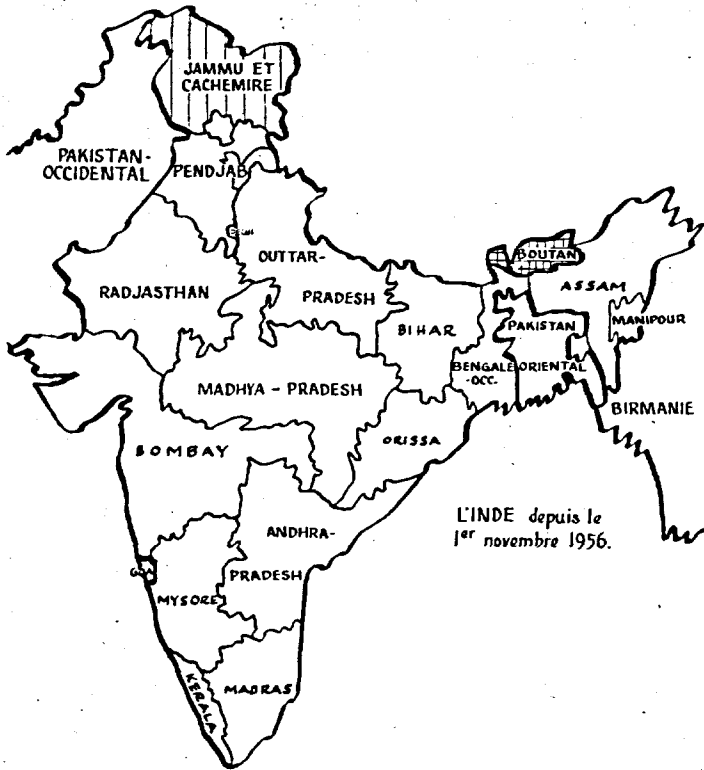 JAMMU ET
CACHEMIRE
PAKISTAN-
OCCIDENTAL
PENDJAB
OUTTAR-
PRADESH
RADJASTHAN
BOUTAN
ASSAM
MANIPOUR
BIHAR
PAKISTAN
ORIENTAL
BENGALE
-OCC.-
MADHYA - PRADESH
BIRMANIE
BOMBAY
ORISSA
L'INDE depuis le
1er novembre 1956.
ANDHRA-
PRADESH
GOA
MYSORE
KERALA
MADRAS